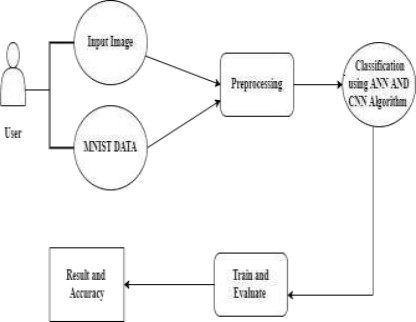 Input Image
User
MNIST DATA
Preprocessing
Classification
using ANN AND
CNN Algorithm
Train and
Evaluate
Result and
Accuracy